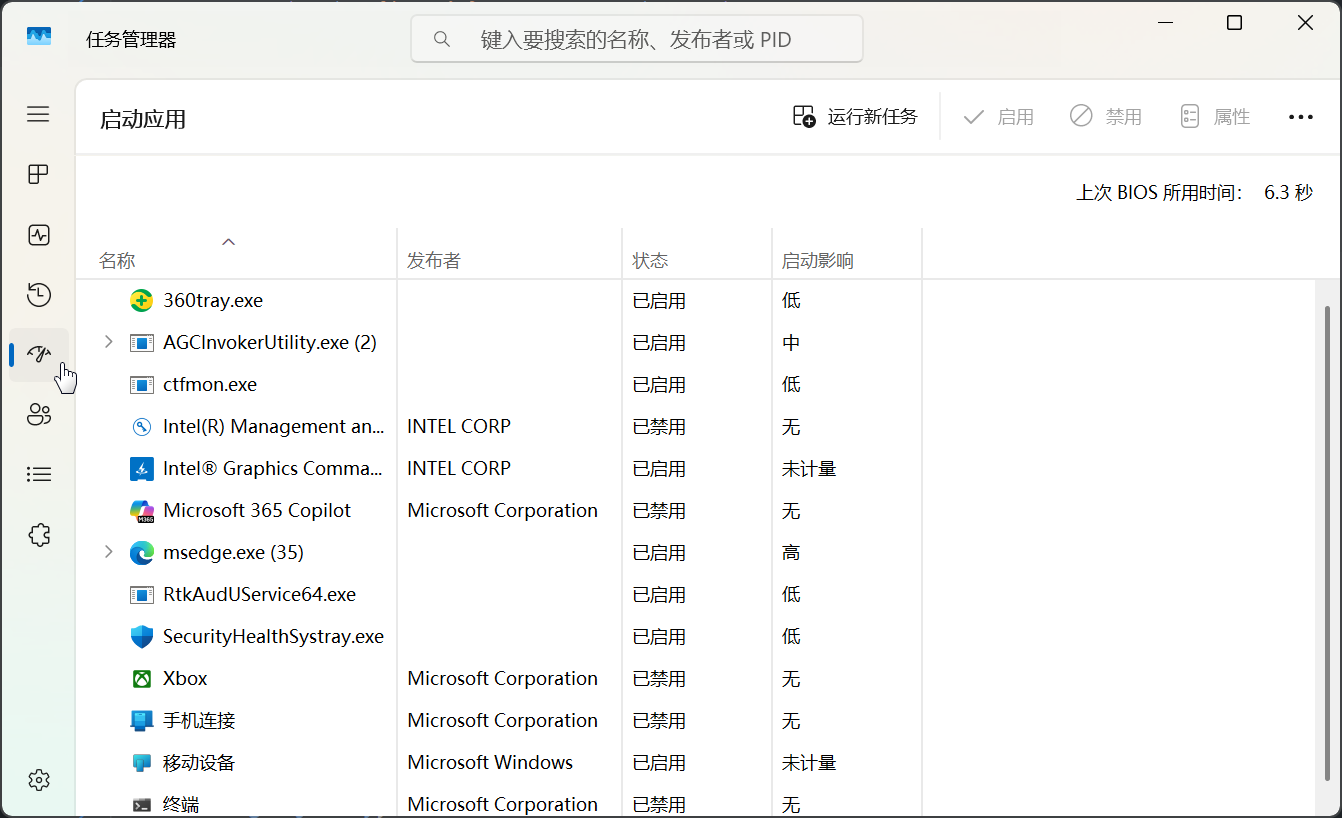 任务管理器
键入要搜索的名称、发布者或 PID
启动应用
运行新任务 启用 禁用 属性
上次 BIOS 所用时间: 6.3 秒
名称 发布者 状态 启动影响
360tray.exe 已启用 低
AGCInvokerUtility.exe (2) 已启用 中
ctfmon.exe 已启用 低
Intel(R) Management an... INTEL CORP 已禁用 无
Intel® Graphics Comma... INTEL CORP 已启用 未计量
M365 Microsoft 365 Copilot Microsoft Corporation 已禁用 无
msedge.exe (35) 已启用 高
RtkAudUService64.exe 已启用 低
SecurityHealthSystray.exe 已启用 低
Xbox Microsoft Corporation 已禁用 无
手机连接 Microsoft Corporation 已禁用 无
移动设备 Microsoft Windows 已启用 未计量
终端 Microsoft Corporation 已禁用 无